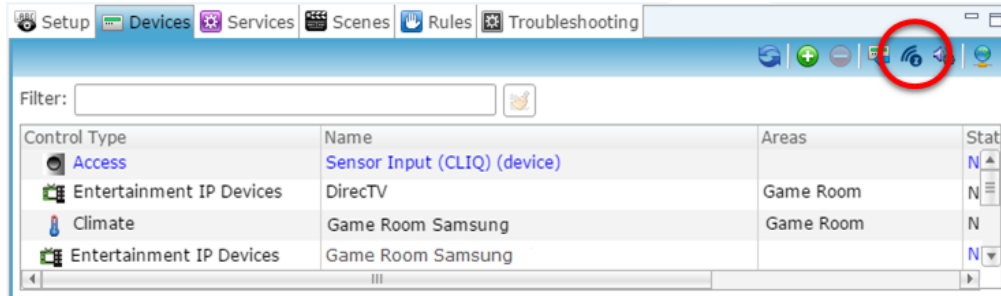 Setup Devices Services Scenes Rules Troubleshooting
Filter:
Control Type Name Areas Stat
Access Sensor Input (CLIQ) (device) N
Entertainment IP Devices DirecTV Game Room N
Climate Game Room Samsung Game Room N
Entertainment IP Devices Game Room Samsung N